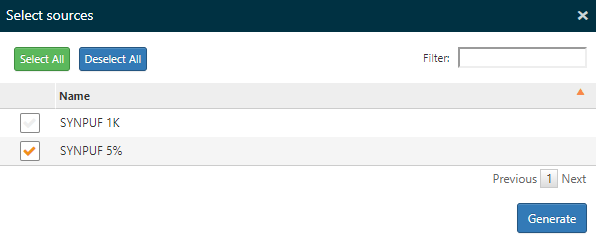 Select sources
Select All Deselect All Filter:
Name
SYNPUF 1K
SYNPUF 5%
Previous 1 Next
Generate